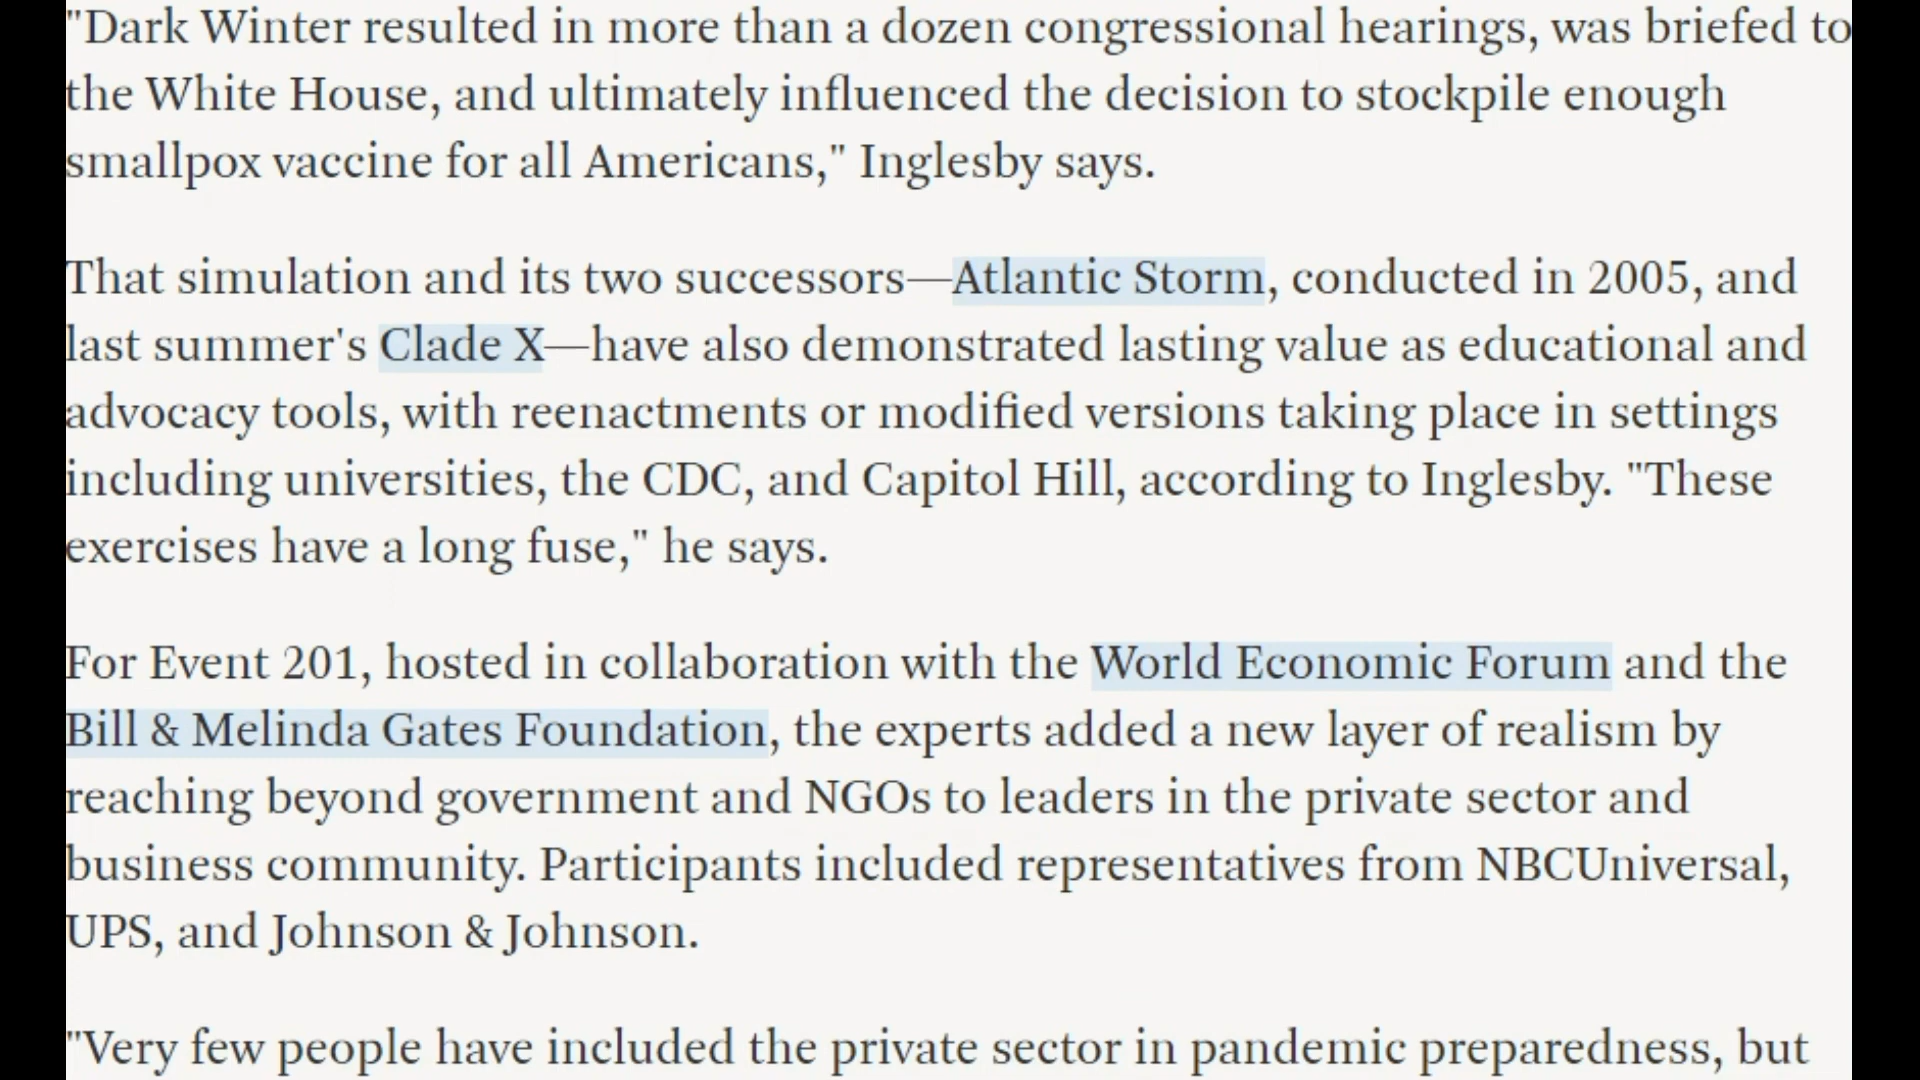 "Dark Winter resulted in more than a dozen congressional hearings, was briefed to
the White House, and ultimately influenced the decision to stockpile enough
smallpox vaccine for all Americans," Inglesby says.
That simulation and its two successors—Atlantic Storm, conducted in 2005, and
last summer's Clade X—have also demonstrated lasting value as educational and
advocacy tools, with reenactments or modified versions taking place in settings
including universities, the CDC, and Capitol Hill, according to Inglesby. "These
exercises have a long fuse," he says.
For Event 201, hosted in collaboration with the World Economic Forum and the
Bill & Melinda Gates Foundation, the experts added a new layer of realism by
reaching beyond government and NGOs to leaders in the private sector and
business community. Participants included representatives from NBCUniversal,
UPS, and Johnson & Johnson.
"Very few people have included the private sector in pandemic preparedness, but